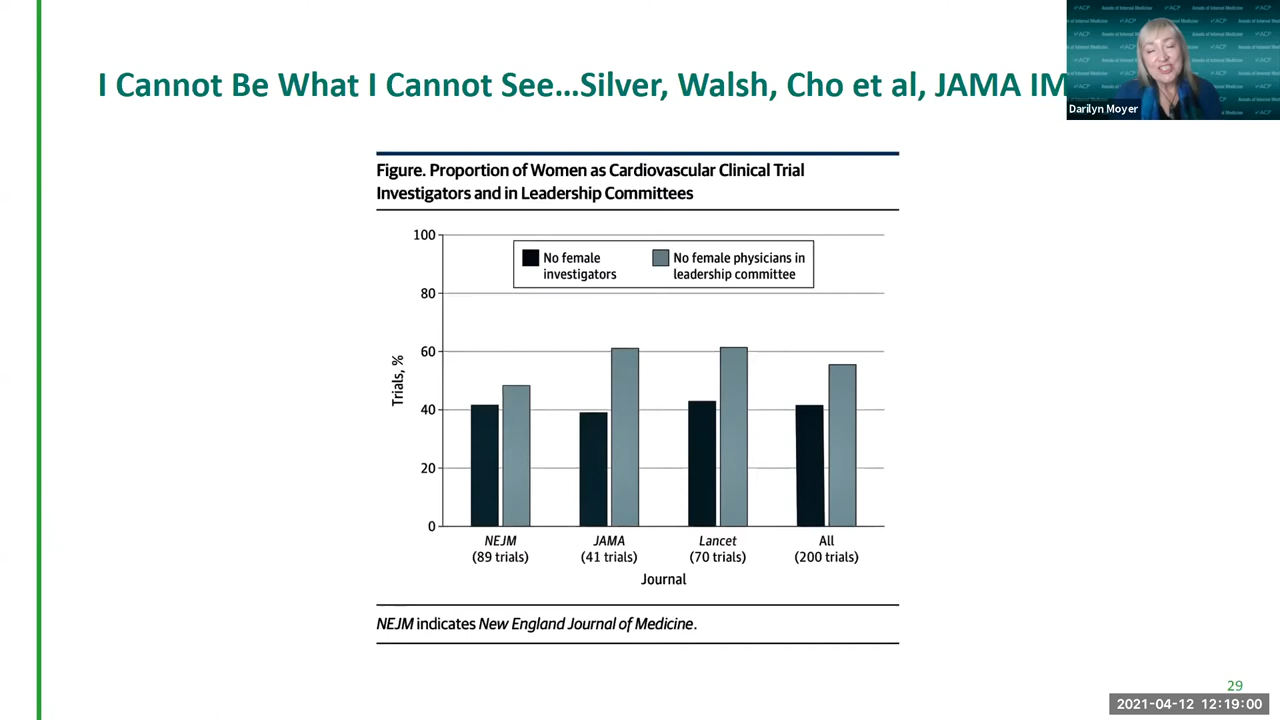 I Cannot Be What I Cannot See...Silver, Walsh, Cho et al, JAMA IM
Darilyn Moyer
Figure. Proportion of Women as Cardiovascular Clinical Trial
Investigators and in Leadership Committees
100
80
60
40
20
0
Trials, %
No female
investigators
No female physicians in
leadership committee
NEJM
(89 trials)
JAMA
(41 trials)
Lancet
(70 trials)
All
(200 trials)
Journal
NEJM indicates New England Journal of Medicine.
29
2021-04-12 12:19:00